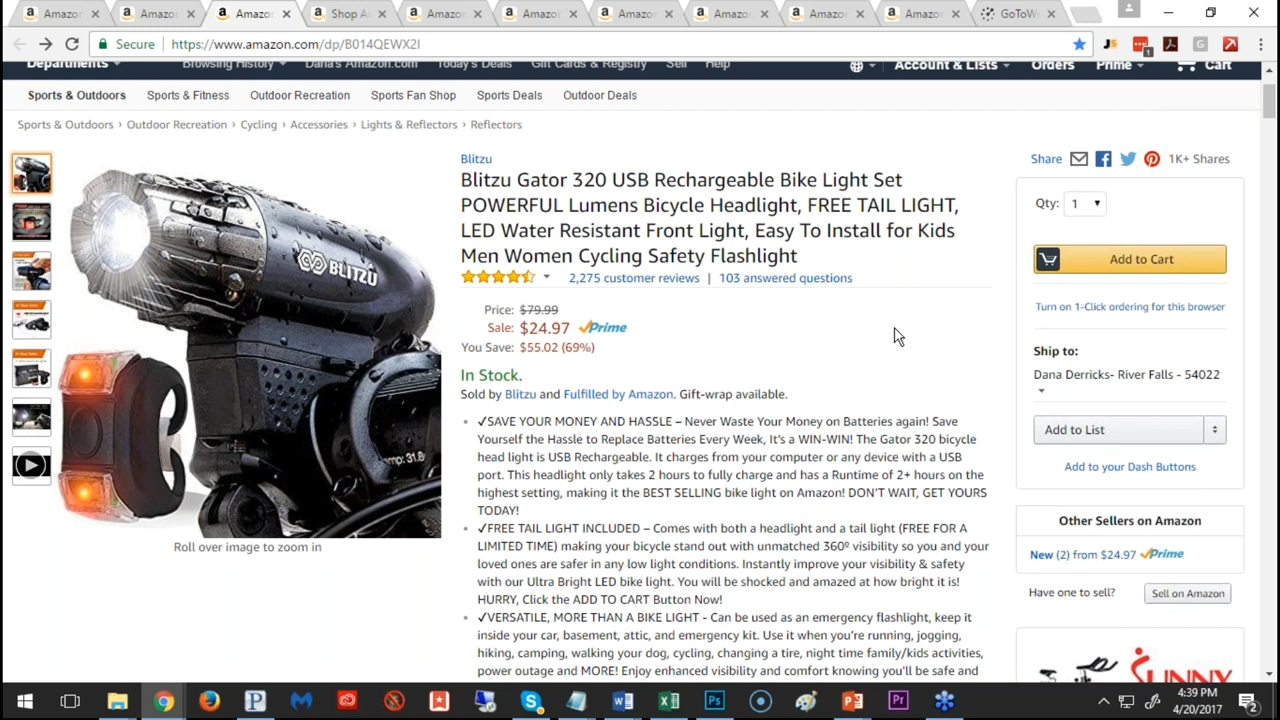 Amazon
Amazon
Amazon
Shop A
Amazon
Amazon
Amazon
Amazon
Amazon
Amazon
GoToW
Secure
https://www.amazon.com/dp/B014QEWX2I
JS
1
Departments
Browsing History
Dana's Amazon.com
Today's Deals
Gift Cards & Registry
Sell
Help
Account & Lists
Orders
Prime
Cart
Sports & Outdoors
Sports & Fitness
Outdoor Recreation
Sports Fan Shop
Sports Deals
Outdoor Deals
Sports & Outdoors › Outdoor Recreation › Cycling › Accessories › Lights & Reflectors › Reflectors
BLITZU
Roll over image to zoom in
Blitzu
Blitzu Gator 320 USB Rechargeable Bike Light Set
POWERFUL Lumens Bicycle Headlight, FREE TAIL LIGHT,
LED Water Resistant Front Light, Easy To Install for Kids
Men Women Cycling Safety Flashlight
2,275 customer reviews | 103 answered questions
Price: $79.99
Sale: $24.97 Prime
You Save: $55.02 (69%)
In Stock.
Sold by Blitzu and Fulfilled by Amazon. Gift-wrap available.
• ✓SAVE YOUR MONEY AND HASSLE – Never Waste Your Money on Batteries again! Save
Yourself the Hassle to Replace Batteries Every Week, It's a WIN-WIN! The Gator 320 bicycle
head light is USB Rechargeable. It charges from your computer or any device with a USB
port. This headlight only takes 2 hours to fully charge and has a Runtime of 2+ hours on the
highest setting, making it the BEST SELLING bike light on Amazon! DON'T WAIT, GET YOURS
TODAY!
• ✓FREE TAIL LIGHT INCLUDED – Comes with both a headlight and a tail light (FREE FOR A
LIMITED TIME) making your bicycle stand out with unmatched 360º visibility so you and your
loved ones are safer in any low light conditions. Instantly improve your visibility & safety
with our Ultra Bright LED bike light. You will be shocked and amazed at how bright it is!
HURRY, Click the ADD TO CART Button Now!
• ✓VERSATILE, MORE THAN A BIKE LIGHT - Can be used as an emergency flashlight, keep it
inside your car, basement, attic, and emergency kit. Use it when you're running, jogging,
hiking, camping, walking your dog, cycling, changing a tire, night time family/kids activities,
power outage and MORE! Enjoy enhanced visibility and comfort knowing you'll be safe and
Share
1K+ Shares
Qty: 1
Add to Cart
Turn on 1-Click ordering for this browser
Ship to:
Dana Derricks- River Falls - 54022
Add to List
Add to your Dash Buttons
Other Sellers on Amazon
New (2) from $24.97 Prime
Have one to sell?
Sell on Amazon
4:39 PM
4/20/2017
2